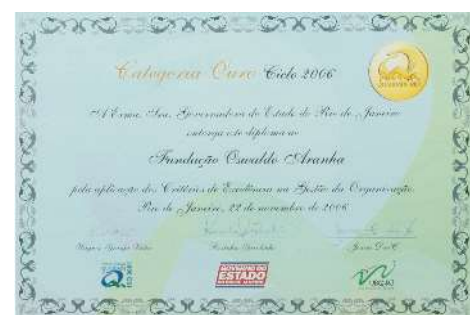 Categoria Ouro Ciclo 2006
A Exma. Sra. Governadora do Estado do Rio de Janeiro
outorga este diploma ao
Fundação Oswaldo Aranha
pela aplicação dos Critérios de Excelência na Gestão da Organização.
Rio de Janeiro, 22 de novembro de 2006
GOVERNO DO
ESTADO